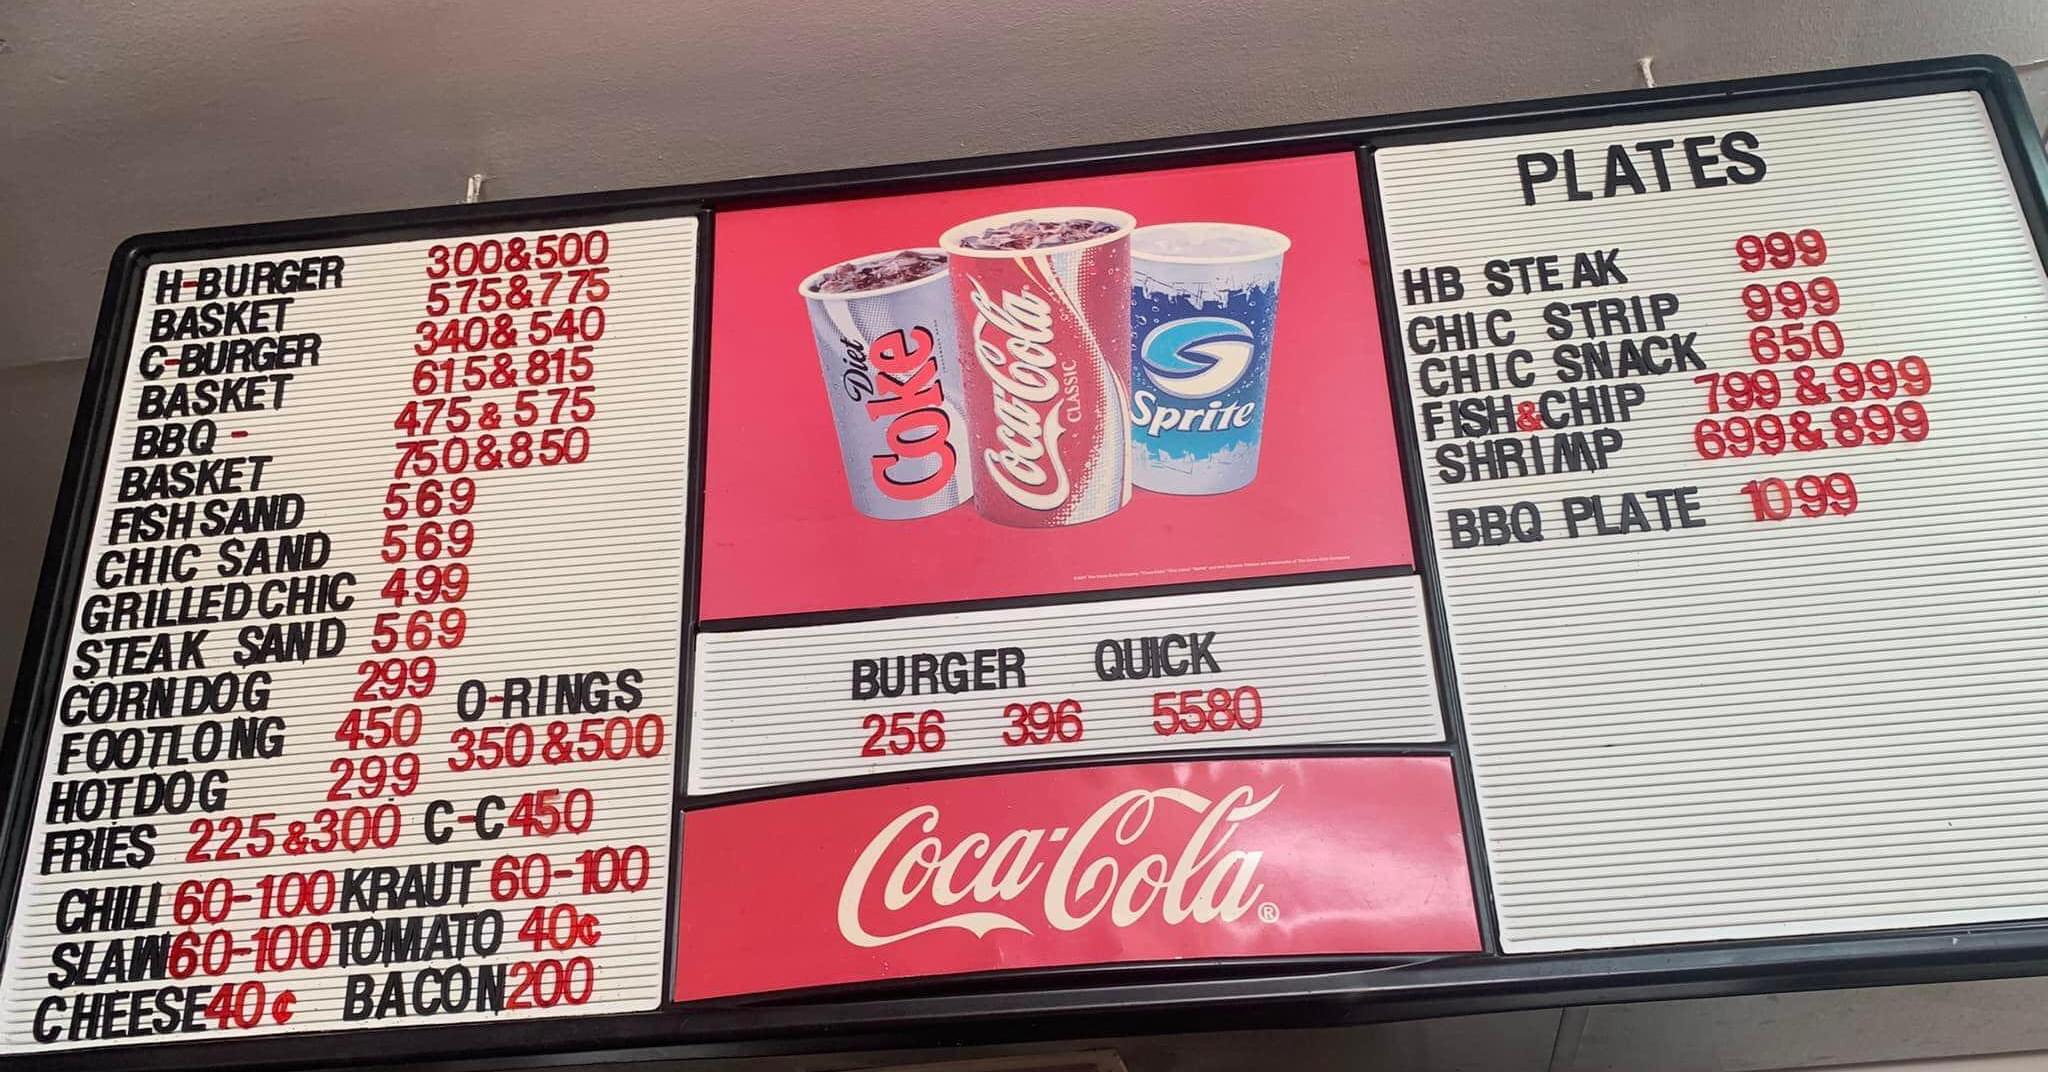 H-BURGER 300&500
BASKET 575&775
C-BURGER 340&540
BASKET 615&815
BBQ - 475&575
BASKET 750&850
FISH SAND 569
CHIC SAND 569
GRILLED CHIC 499
STEAK SAND 569
CORNDOG 299 O-RINGS
FOOTLONG 450 350&500
HOTDOG 299
FRIES 225&300 C-C 450
CHILI 60-100 KRAUT 60-100
SLAW 60-100 TOMATO 40¢
CHEESE 40¢ BACON 200
Diet Coke
Coca-Cola
CLASSIC
Sprite
BURGER QUICK
256 396 5580
Coca-Cola®
PLATES
HB STEAK 999
CHIC STRIP 999
CHIC SNACK 650
FISH&CHIP 799&999
SHRIMP 699&899
BBQ PLATE 1099